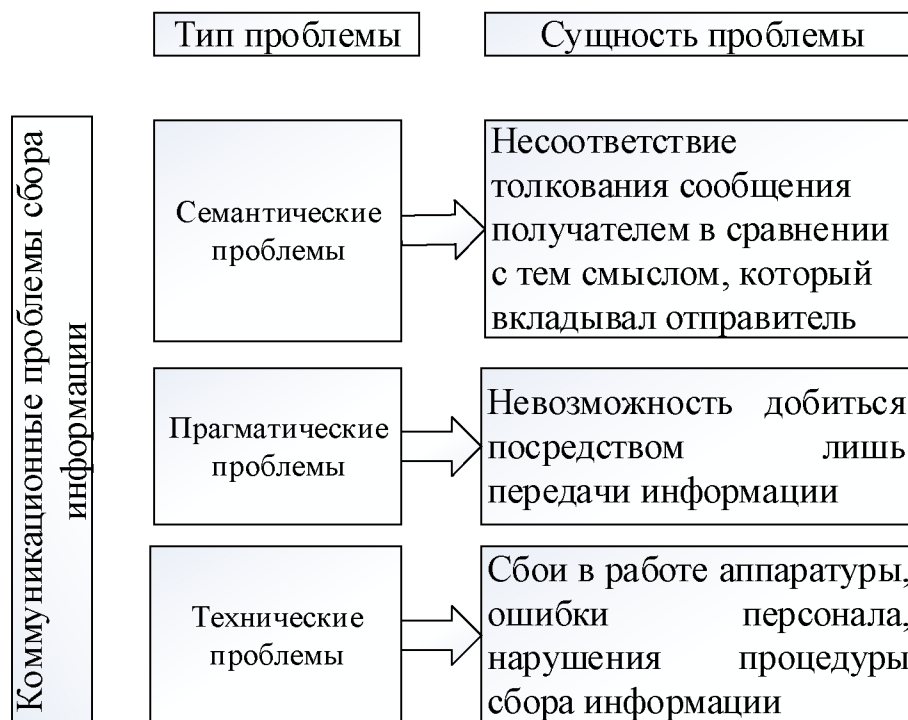 Тип проблемы
Сущность проблемы
Коммуникационные проблемы сбора
информации
Семантические
проблемы
Несоответствие
толкования сообщения
получателем в сравнении
с тем смыслом, который
вкладывал отправитель
Прагматические
проблемы
Невозможность добиться
посредством лишь
передачи информации
Технические
проблемы
Сбои в работе аппаратуры,
ошибки персонала,
нарушения процедуры
сбора информации